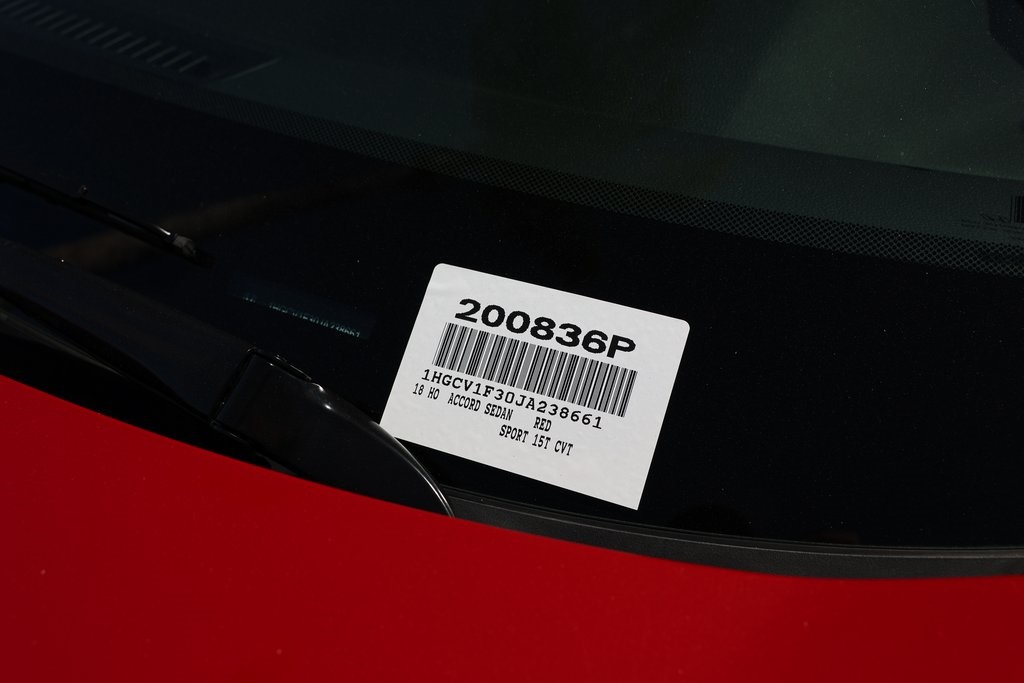 200836P
1HGCV1F30JA238661
18 HO ACCORD SEDAN RED
SPORT 15T CVT